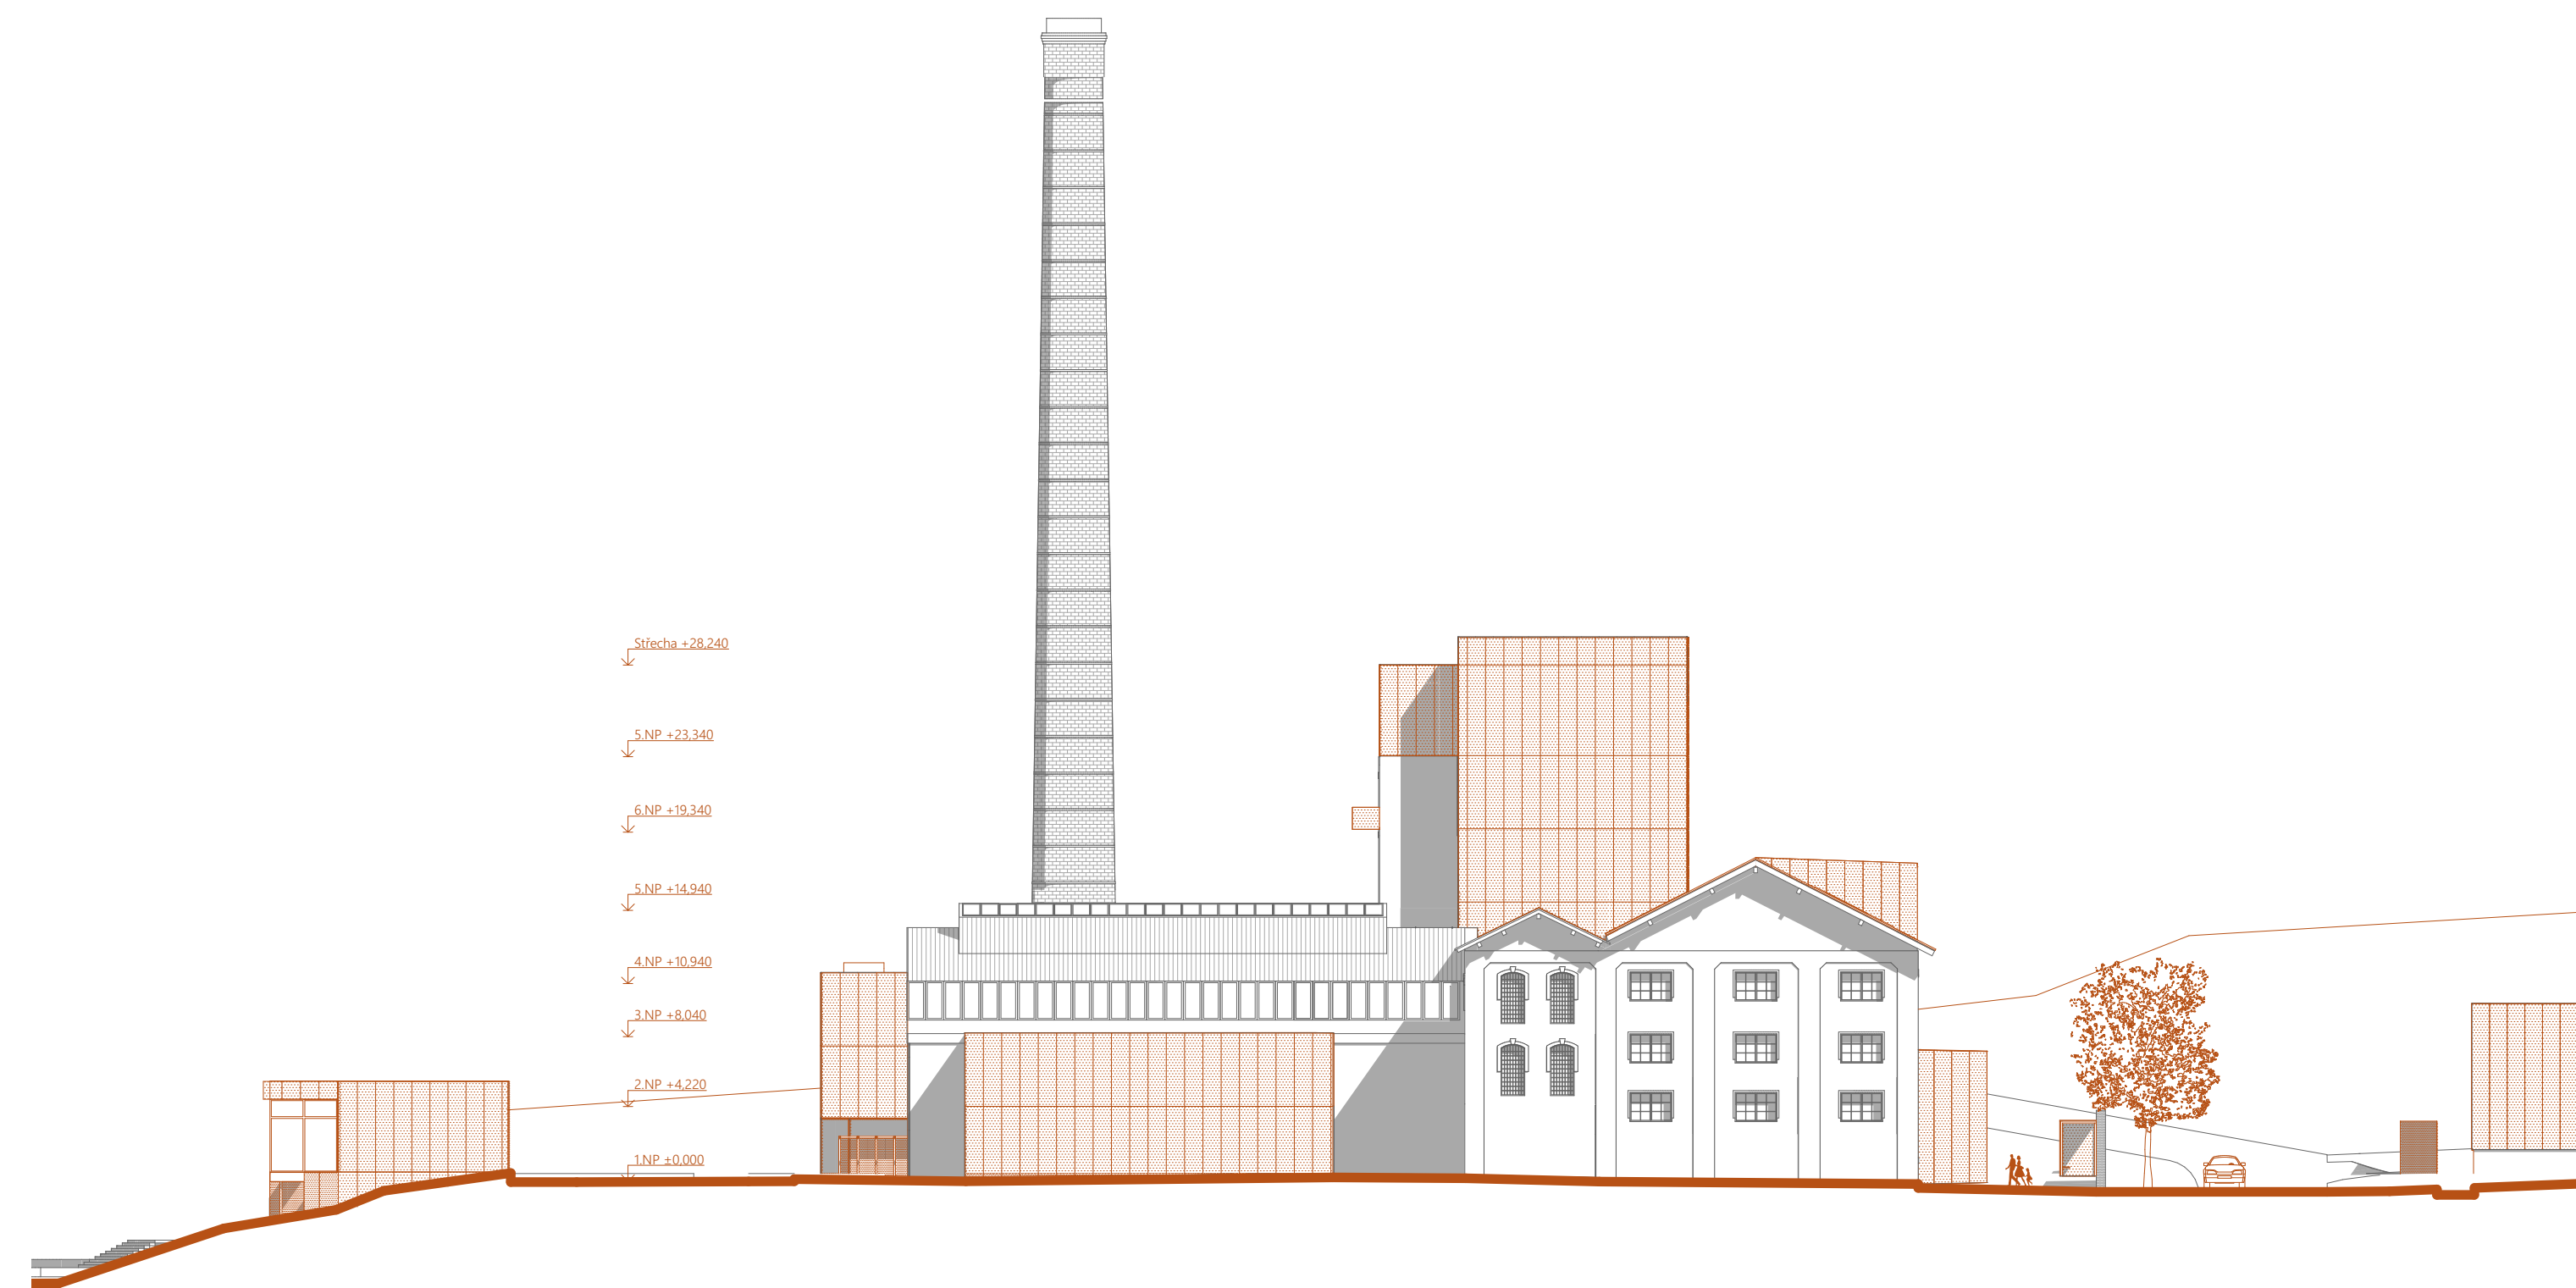 Střecha +28,240
5.NP +23,340
6.NP +19,340
5.NP +14,940
4.NP +10,940
3.NP +8,040
2.NP +4,220
1.NP ±0,000